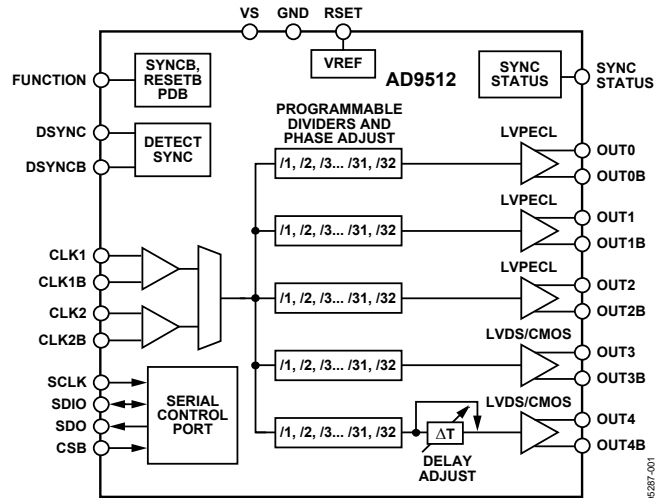 VS GND RSET
VREF
AD9512
FUNCTION
SYNCB,
RESETB
PDB
SYNC
STATUS
SYNC
STATUS
DSYNC
DSYNCB
DETECT
SYNC
PROGRAMMABLE
DIVIDERS AND
PHASE ADJUST
/1, /2, /3... /31, /32
LVPECL
OUT0
OUT0B
/1, /2, /3... /31, /32
LVPECL
OUT1
OUT1B
CLK1
CLK1B
CLK2
CLK2B
/1, /2, /3... /31, /32
LVPECL
OUT2
OUT2B
/1, /2, /3... /31, /32
LVDS/CMOS
OUT3
OUT3B
SCLK
SDIO
SDO
CSB
SERIAL
CONTROL
PORT
/1, /2, /3... /31, /32
ΔT
DELAY
ADJUST
LVDS/CMOS
OUT4
OUT4B